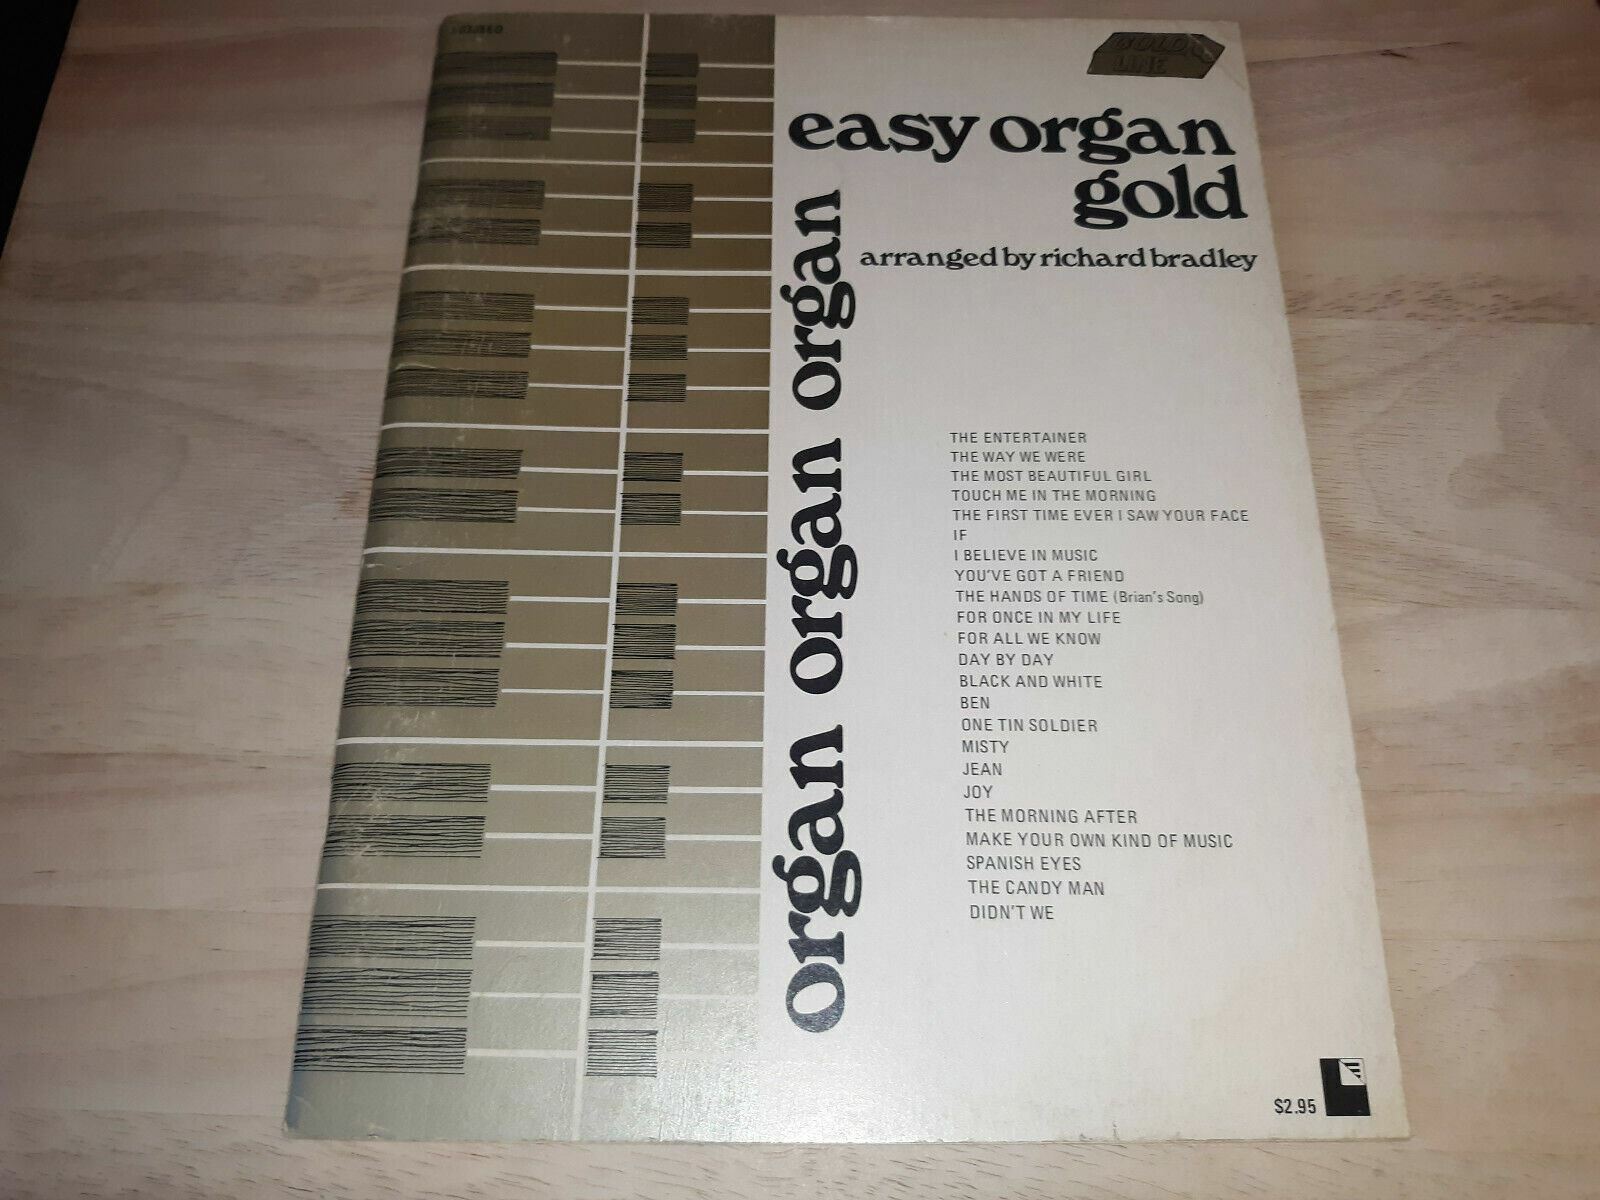 GOLD
LINE
easy organ
gold
arranged by richard bradley
organ organ organ organ
THE ENTERTAINER
THE WAY WE WERE
THE MOST BEAUTIFUL GIRL
TOUCH ME IN THE MORNING
THE FIRST TIME EVER I SAW YOUR FACE
IF
I BELIEVE IN MUSIC
YOU'VE GOT A FRIEND
THE HANDS OF TIME (Brian's Song)
FOR ONCE IN MY LIFE
FOR ALL WE KNOW
DAY BY DAY
BLACK AND WHITE
BEN
ONE TIN SOLDIER
MISTY
JEAN
JOY
THE MORNING AFTER
MAKE YOUR OWN KIND OF MUSIC
SPANISH EYES
THE CANDY MAN
DIDN'T WE
$2.95